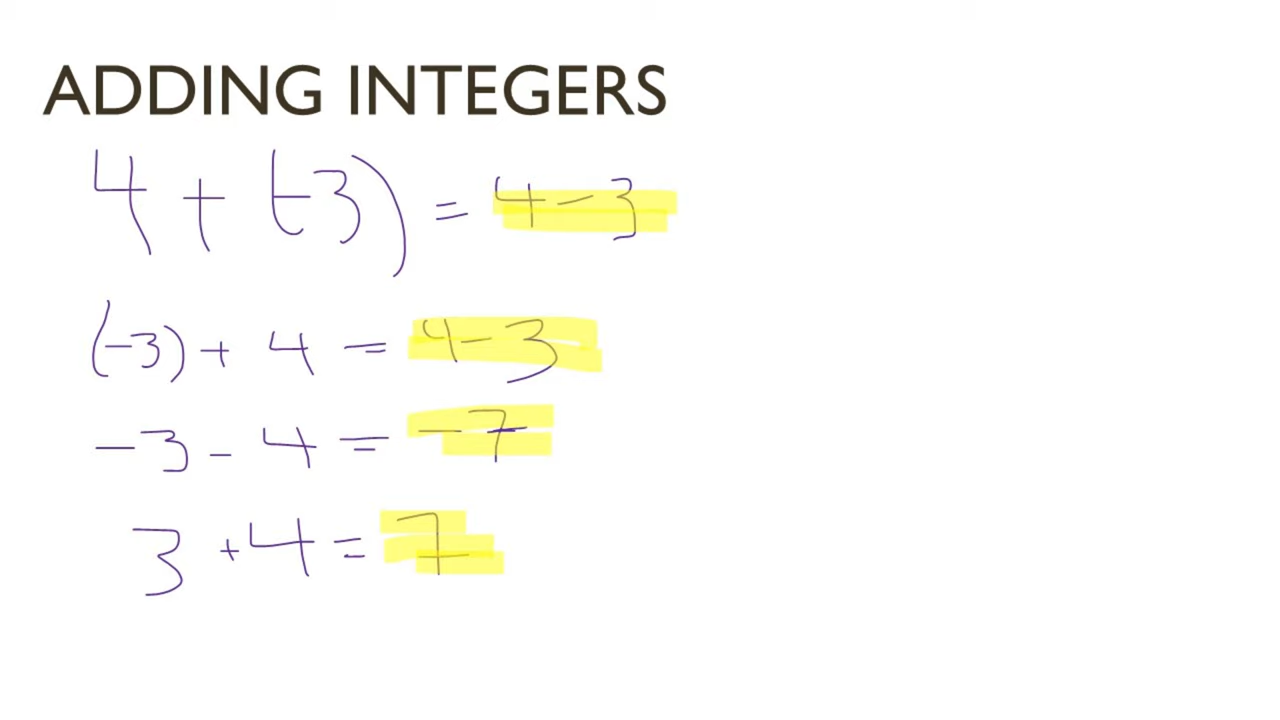 ADDING INTEGERS
4 + (-3) = 4 - 3
(-3) + 4 = 4 - 3
-3 - 4 = -7
3 + 4 = 7